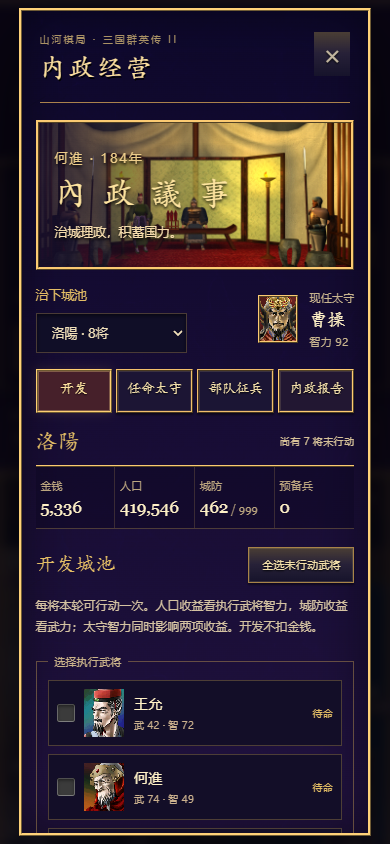 山河棋局 · 三国群英传 II
内政经营
×
何進 · 184年
內政議事
治城理政，积蓄国力。
治下城池
洛陽 · 8将
现任太守
曹操
智力 92
开发
任命太守
部队征兵
内政报告
洛陽
尚有 7 将未行动
金钱
5,336
人口
419,546
城防
462 / 999
预备兵
0
开发城池
全选未行动武将
每将本轮可行动一次。人口收益看执行武将智力，城防收益
看武力；太守智力同时影响两项收益。开发不扣金钱。
选择执行武将
王允
武 42 · 智 72
待命
何進
武 74 · 智 49
待命